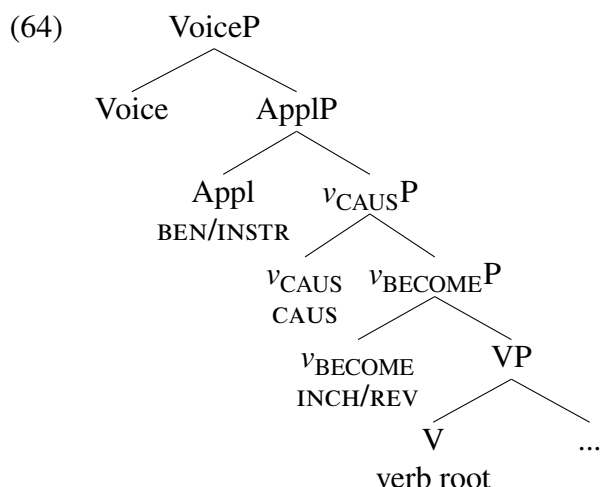 (64) VoiceP
Voice ApplP
Appl vCAUSP
BEN/INSTR
vCAUS vBECOMEP
CAUS
vBECOME VP
INCH/REV
V ...
verb root